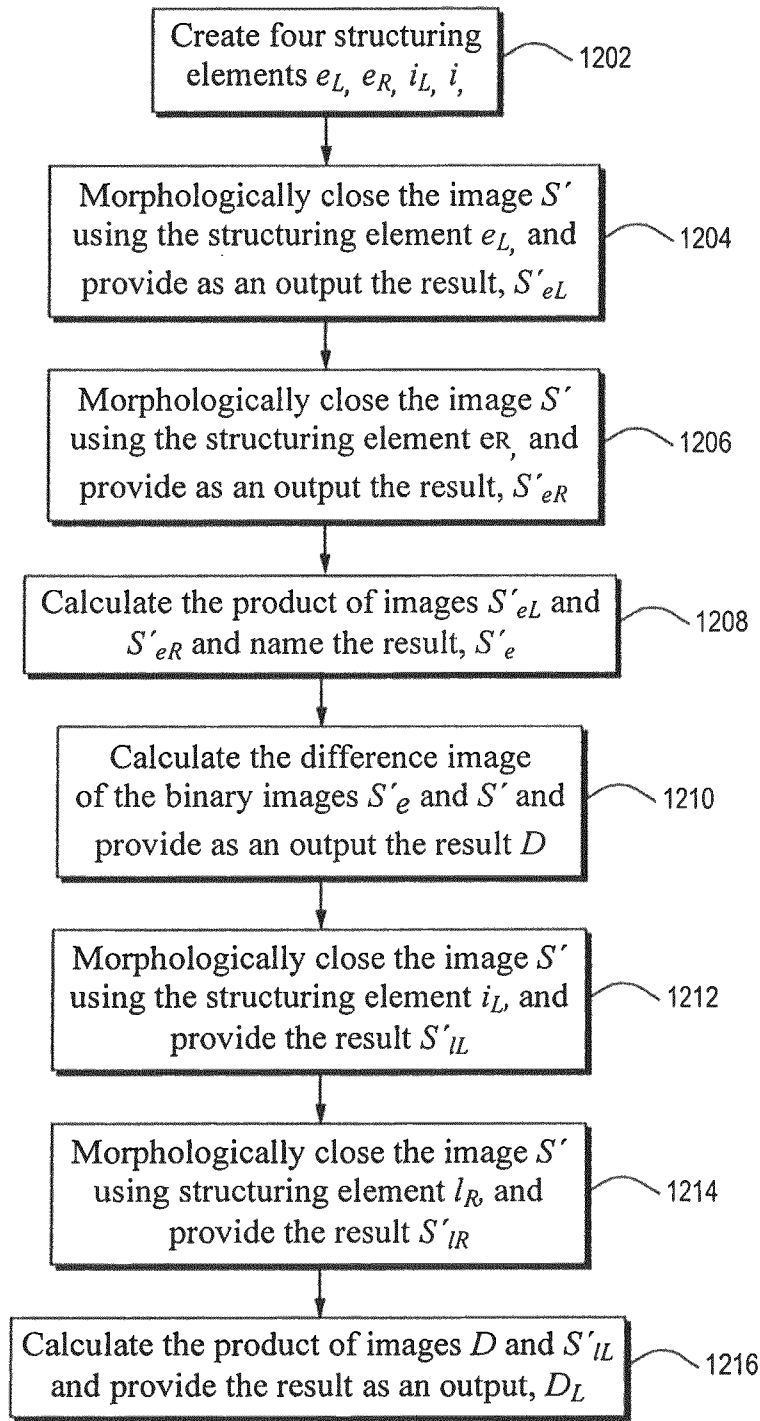 Create four structuring
elements e_L, e_R, i_L, i,
1202
Morphologically close the image S′
using the structuring element e_L, and
provide as an output the result, S′_eL
1204
Morphologically close the image S′
using the structuring element eR, and
provide as an output the result, S′_eR
1206
Calculate the product of images S′_eL and
S′_eR and name the result, S′_e
1208
Calculate the difference image
of the binary images S′_e and S′ and
provide as an output the result D
1210
Morphologically close the image S′
using the structuring element i_L, and
provide the result S′_lL
1212
Morphologically close the image S′
using structuring element l_R, and
provide the result S′_lR
1214
Calculate the product of images D and S′_lL
and provide the result as an output, D_L
1216